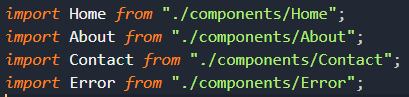 import Home from "./components/Home";
import About from "./components/About";
import Contact from "./components/Contact";
import Error from "./components/Error";